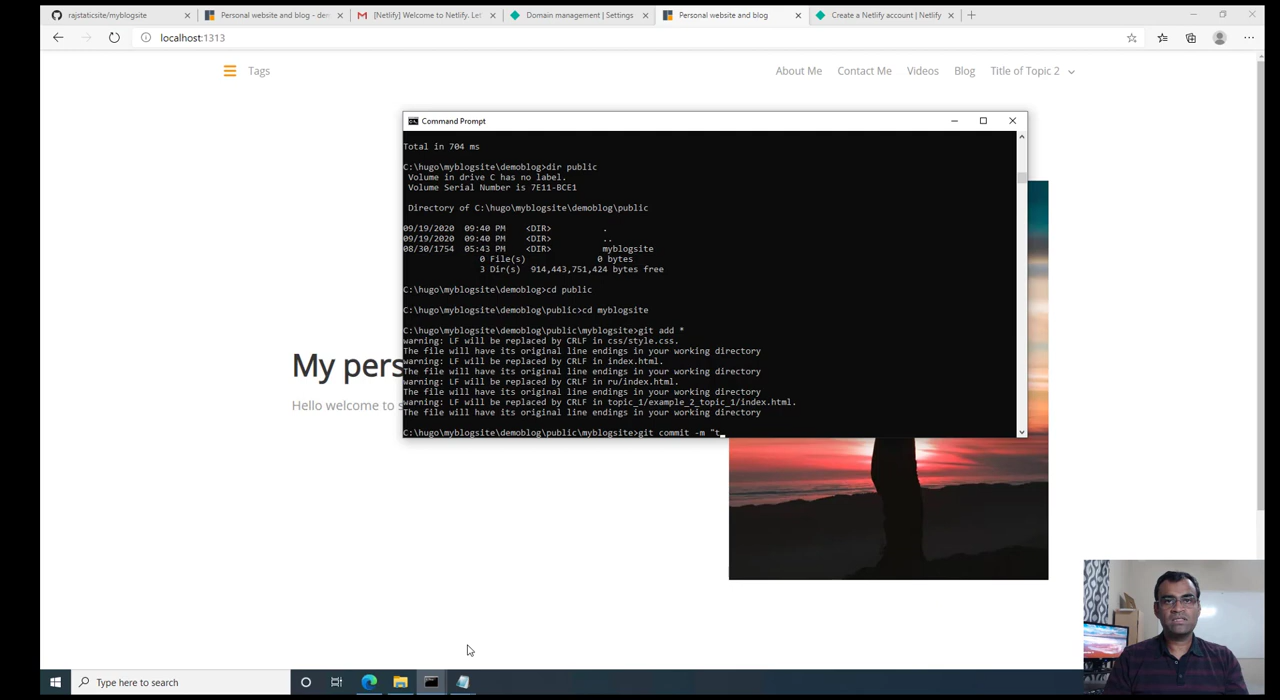 rajstaticsite/myblogsite
Personal website and blog - der
[Netlify] Welcome to Netlify. Let
Domain management | Settings
Personal website and blog
Create a Netlify account | Netlify
localhost:1313
Tags
About Me
Contact Me
Videos
Blog
Title of Topic 2
Command Prompt
Total in 704 ms
C:\hugo\myblogsite\demoblog>dir public
Volume in drive C has no label.
Volume Serial Number is 7E11-BCE1
Directory of C:\hugo\myblogsite\demoblog\public
09/19/2020 09:40 PM <DIR> .
09/19/2020 09:40 PM <DIR> ..
08/30/1754 05:43 PM <DIR> myblogsite
0 File(s) 0 bytes
3 Dir(s) 914,443,751,424 bytes free
C:\hugo\myblogsite\demoblog>cd public
C:\hugo\myblogsite\demoblog\public>cd myblogsite
C:\hugo\myblogsite\demoblog\public\myblogsite>git add *
warning: LF will be replaced by CRLF in css/style.css.
The file will have its original line endings in your working directory
warning: LF will be replaced by CRLF in index.html.
The file will have its original line endings in your working directory
warning: LF will be replaced by CRLF in ru/index.html.
The file will have its original line endings in your working directory
warning: LF will be replaced by CRLF in topic_1/example_2_topic_1/index.html.
The file will have its original line endings in your working directory
C:\hugo\myblogsite\demoblog\public\myblogsite>git commit -m "t_
My pers
Hello welcome to s
Type here to search